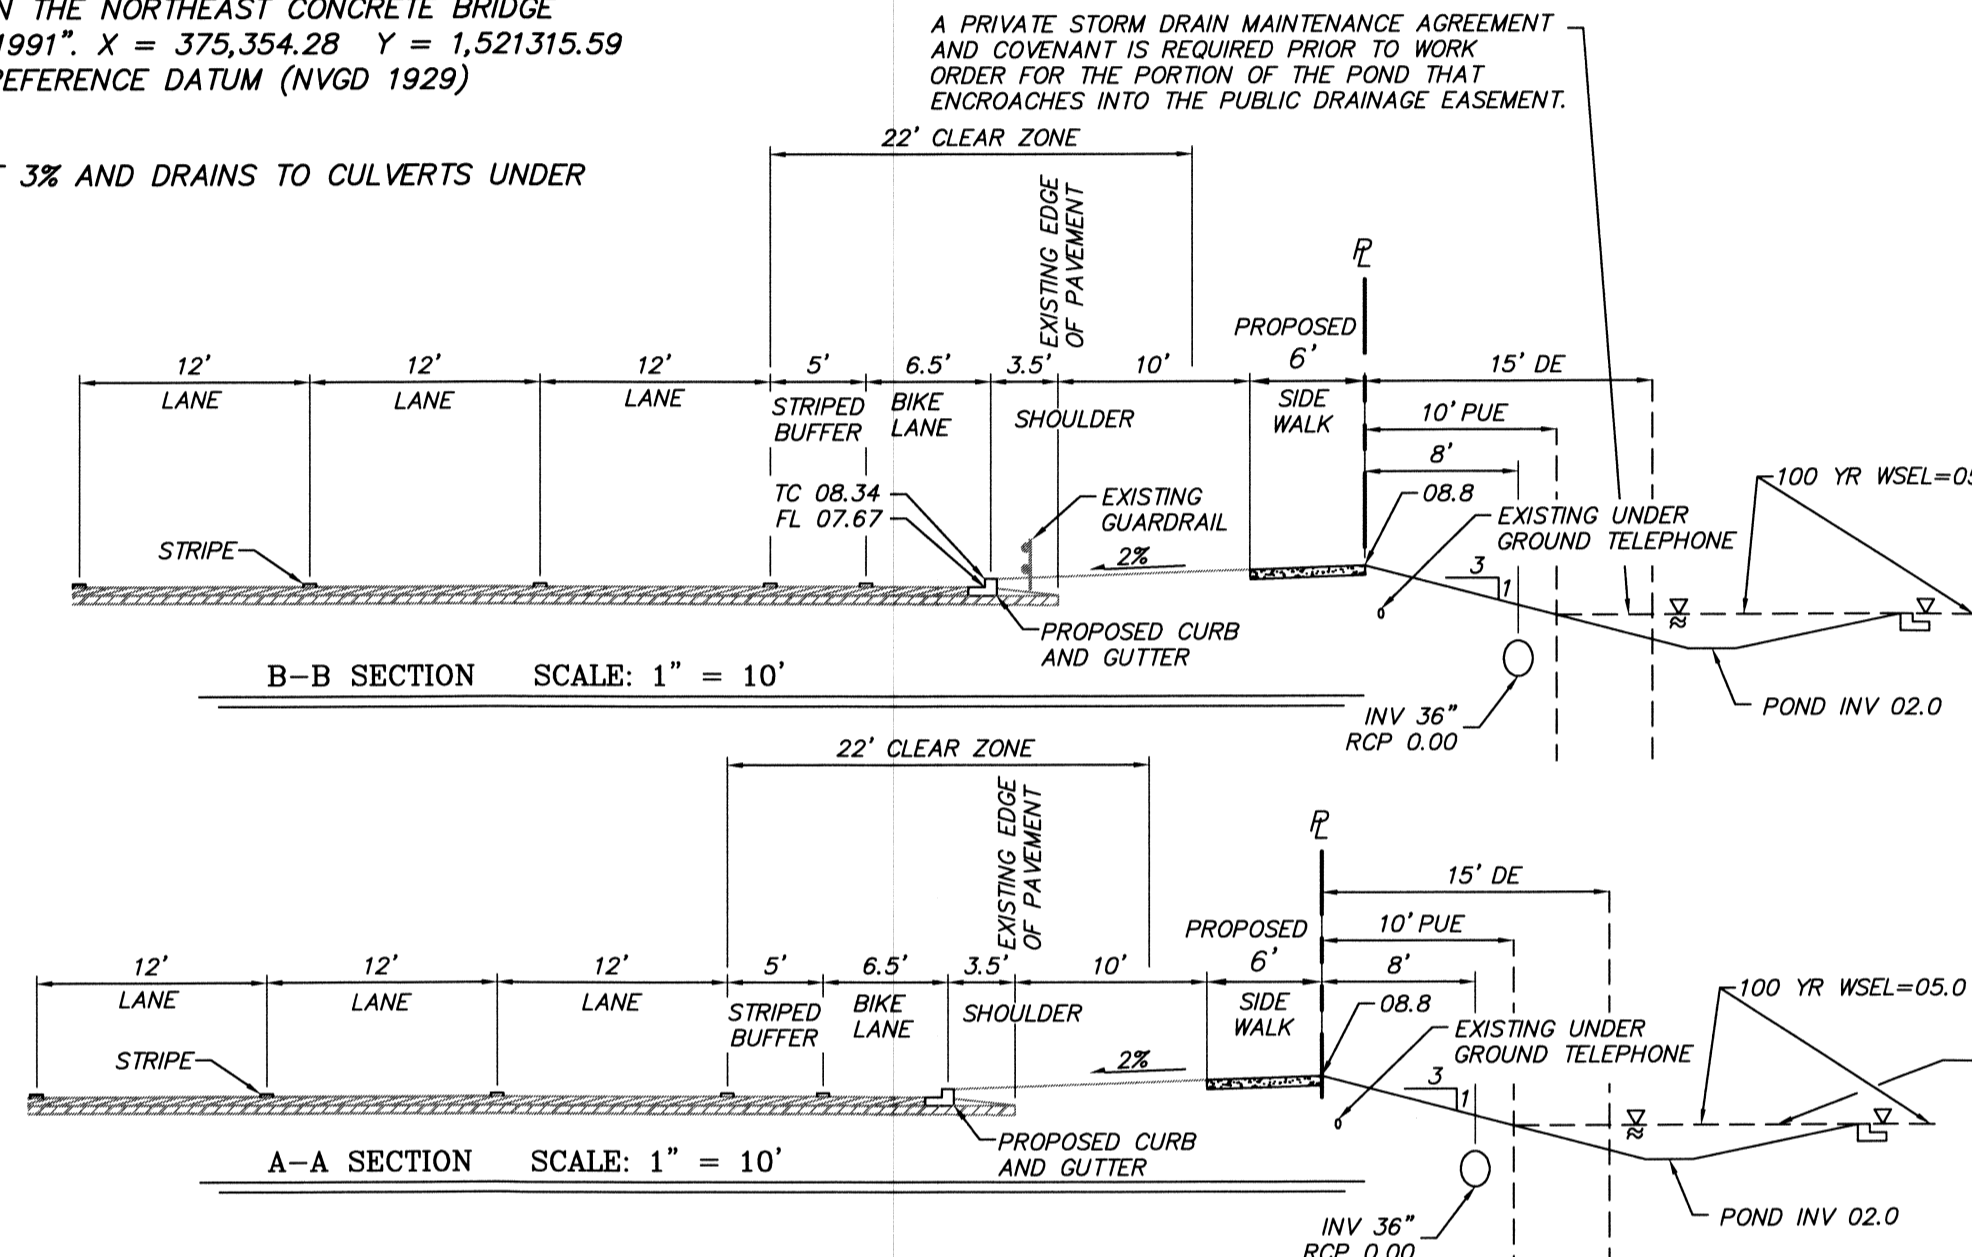 N THE NORTHEAST CONCRETE BRIDGE
1991". X = 375,354.28 Y = 1,521315.59
REFERENCE DATUM (NVGD 1929)
3% AND DRAINS TO CULVERTS UNDER
A PRIVATE STORM DRAIN MAINTENANCE AGREEMENT
AND COVENANT IS REQUIRED PRIOR TO WORK
ORDER FOR THE PORTION OF THE POND THAT
ENCROACHES INTO THE PUBLIC DRAINAGE EASEMENT.
22' CLEAR ZONE
EXISTING EDGE
OF PAVEMENT
PL
PROPOSED
12'
12'
12'
5'
6.5'
3.5'
10'
6'
15' DE
LANE
LANE
LANE
STRIPED
BUFFER
BIKE
LANE
SHOULDER
SIDE
WALK
10' PUE
8'
TC 08.34
FL 07.67
EXISTING
GUARDRAIL
08.8
100 YR WSEL=05
EXISTING UNDER
GROUND TELEPHONE
STRIPE
2%
3
1
PROPOSED CURB
AND GUTTER
B-B SECTION SCALE: 1" = 10'
INV 36"
RCP 0.00
POND INV 02.0
22' CLEAR ZONE
EXISTING EDGE
OF PAVEMENT
PL
15' DE
PROPOSED
10' PUE
12'
12'
12'
5'
6.5'
3.5'
10'
6'
8'
LANE
LANE
LANE
STRIPED
BUFFER
BIKE
LANE
SHOULDER
SIDE
WALK
08.8
100 YR WSEL=05.0
EXISTING UNDER
GROUND TELEPHONE
STRIPE
2%
3
1
PROPOSED CURB
AND GUTTER
A-A SECTION SCALE: 1" = 10'
INV 36"
RCP 0.00
POND INV 02.0